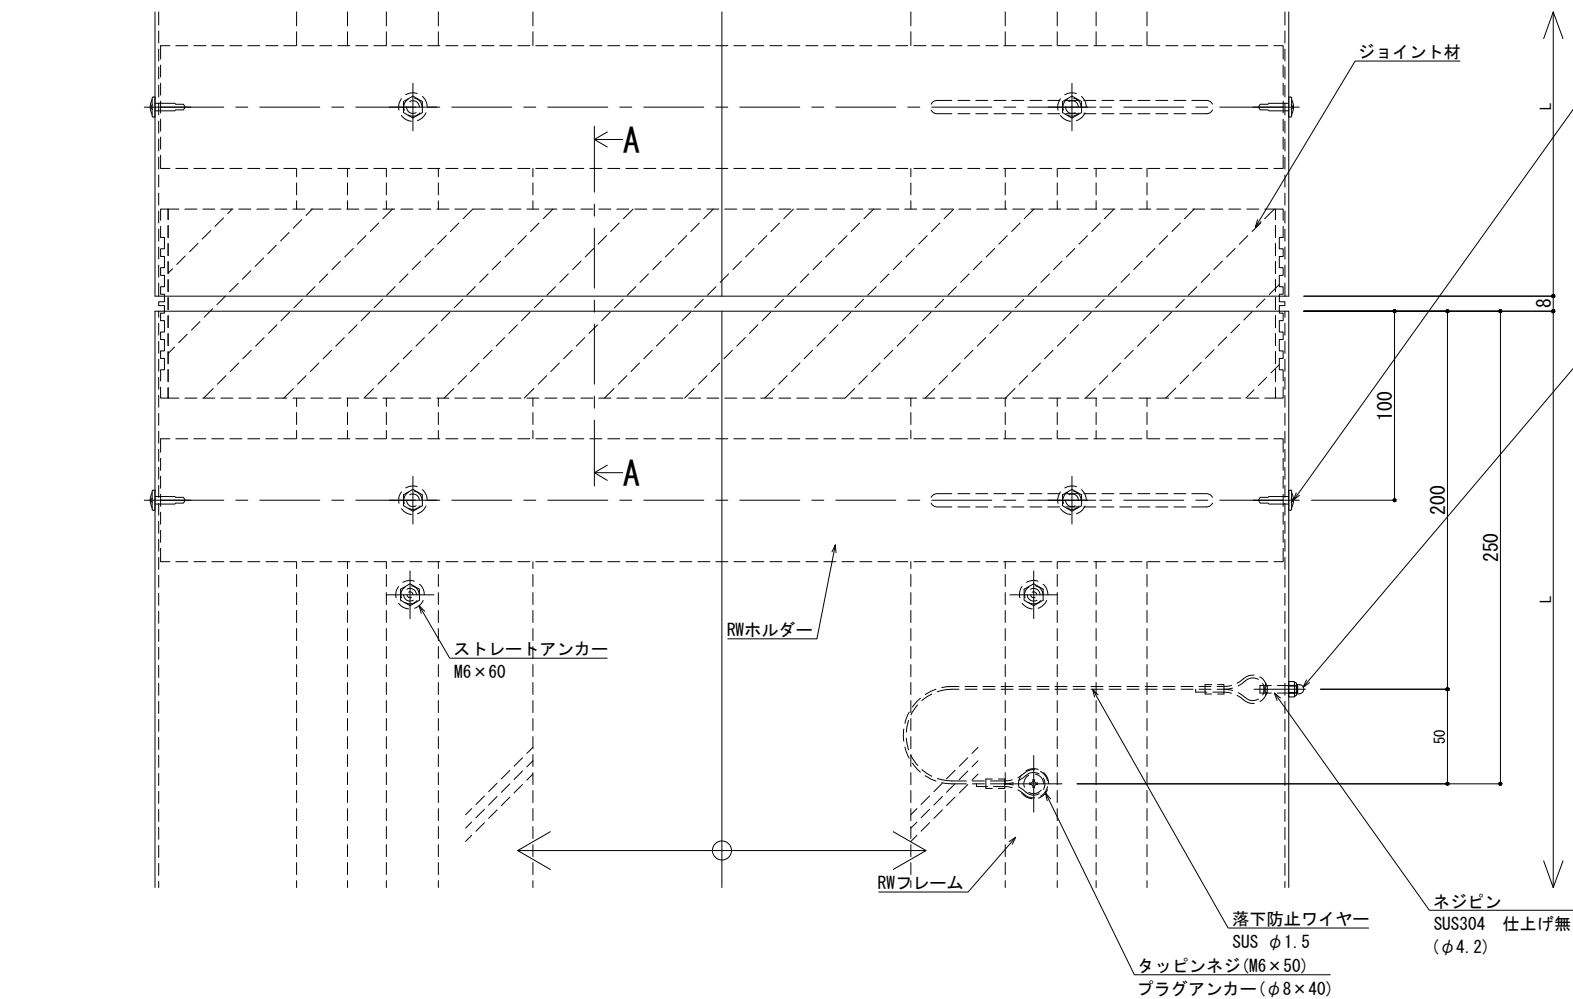 ジョイント材
L
A
8
100
A
200
250
L
RWホルダー
ストレートアンカー
M6×60
50
RWフレーム
ネジピン
SUS304 仕上げ無
(φ4.2)
落下防止ワイヤー
SUS φ1.5
タッピンネジ(M6×50)
プラグアンカー(φ8×40)